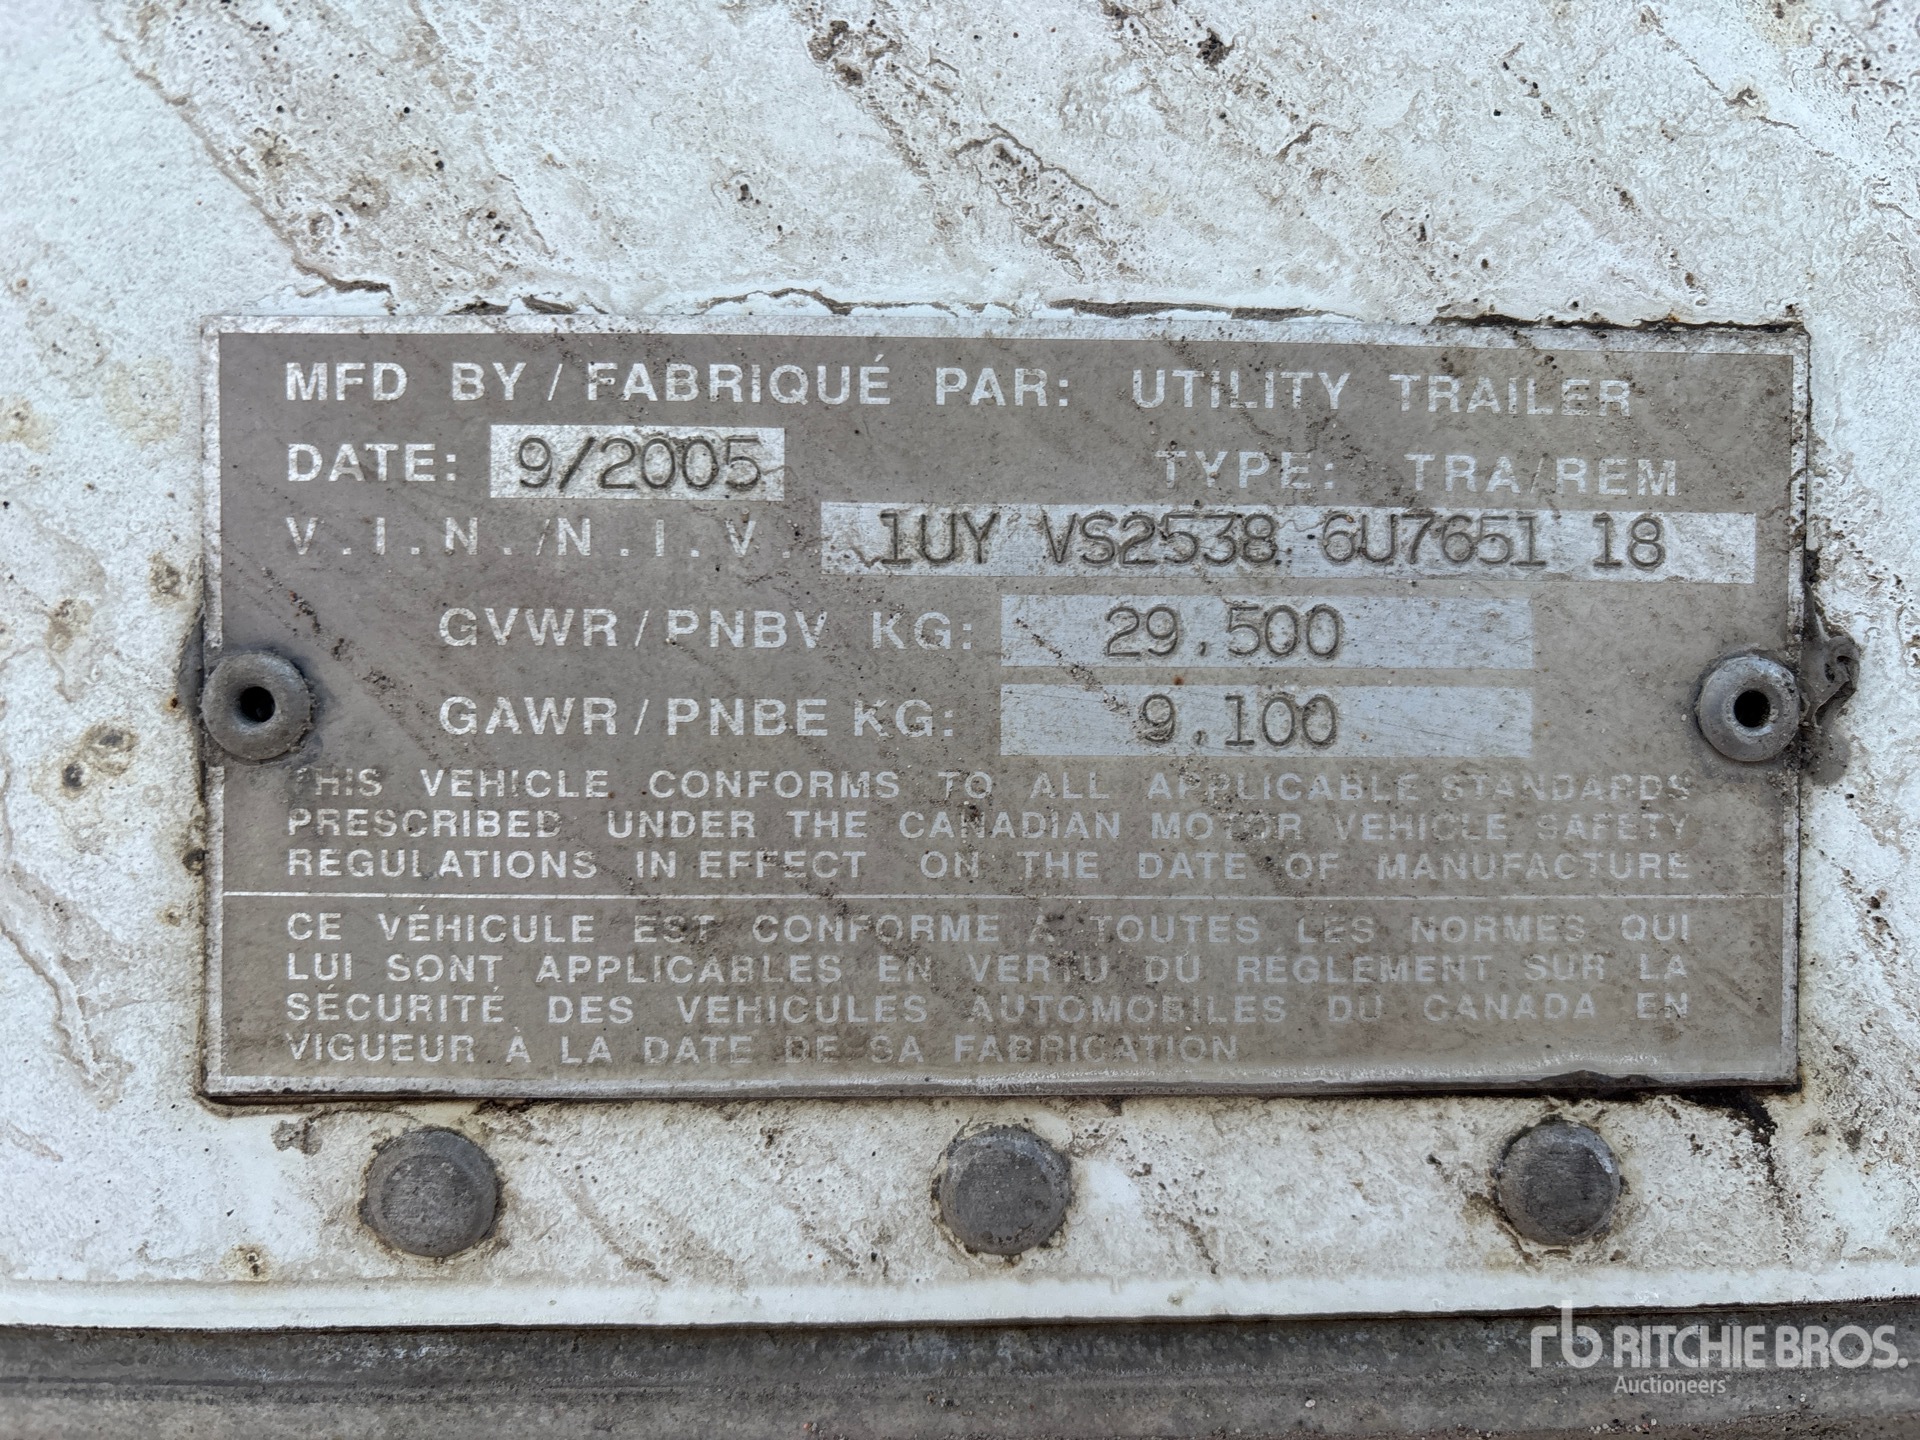 MFD BY / FABRIQUÉ PAR: UTILITY TRAILER
DATE: 9/2005 TYPE: TRA/REM
V.I.N./N.I.V. 1UY VS2538 6U7651 18
GVWR/PNBV KG: 29,500
GAWR/PNBE KG: 9,100
THIS VEHICLE CONFORMS TO ALL APPLICABLE STANDARDS
PRESCRIBED UNDER THE CANADIAN MOTOR VEHICLE SAFETY
REGULATIONS IN EFFECT ON THE DATE OF MANUFACTURE
CE VÉHICULE EST CONFORME A TOUTES LES NORMES QUI
LUI SONT APPLICABLES EN VERTU DU RÉGLEMENT SUR LA
SÉCURITÉ DES VEHICULES AUTOMOBILES DU CANADA EN
VIGUEUR À LA DATE DE SA FABRICATION
rb RITCHIE BROS.
Auctioneers